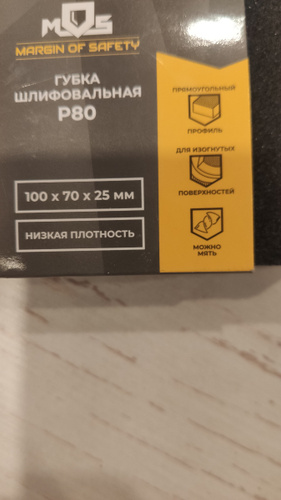 MOS
MARGIN OF SAFETY
ГУБКА
ШЛИФОВАЛЬНАЯ
P80
100 x 70 x 25 мм
НИЗКАЯ ПЛОТНОСТЬ
ПРЯМОУГОЛЬНЫЙ
ПРОФИЛЬ
ДЛЯ ИЗОГНУТЫХ
ПОВЕРХНОСТЕЙ
МОЖНО
МЯТЬ